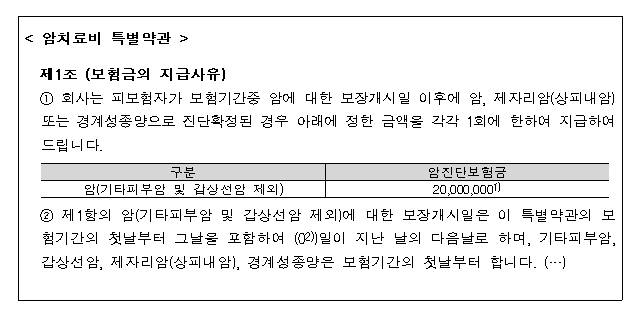 < 암치료비 특별약관 >
제1조 (보험금의 지급사유)
① 회사는 피보험자가 보험기간중 암에 대한 보장개시일 이후에 암, 제자리암(상피내암)
또는 경계성종양으로 진단확정된 경우 아래에 정한 금액을 각각 1회에 한하여 지급하여
드립니다.
구분 암진단보험금
암(기타피부암 및 갑상선암 제외) 20,000,000¹⁾
② 제1항의 암(기타피부암 및 갑상선암 제외)에 대한 보장개시일은 이 특별약관의 보
험기간의 첫날부터 그날을 포함하여 (0²⁾)일이 지난 날의 다음날로 하며, 기타피부암,
갑상선암, 제자리암(상피내암), 경계성종양은 보험기간의 첫날부터 합니다. (…)